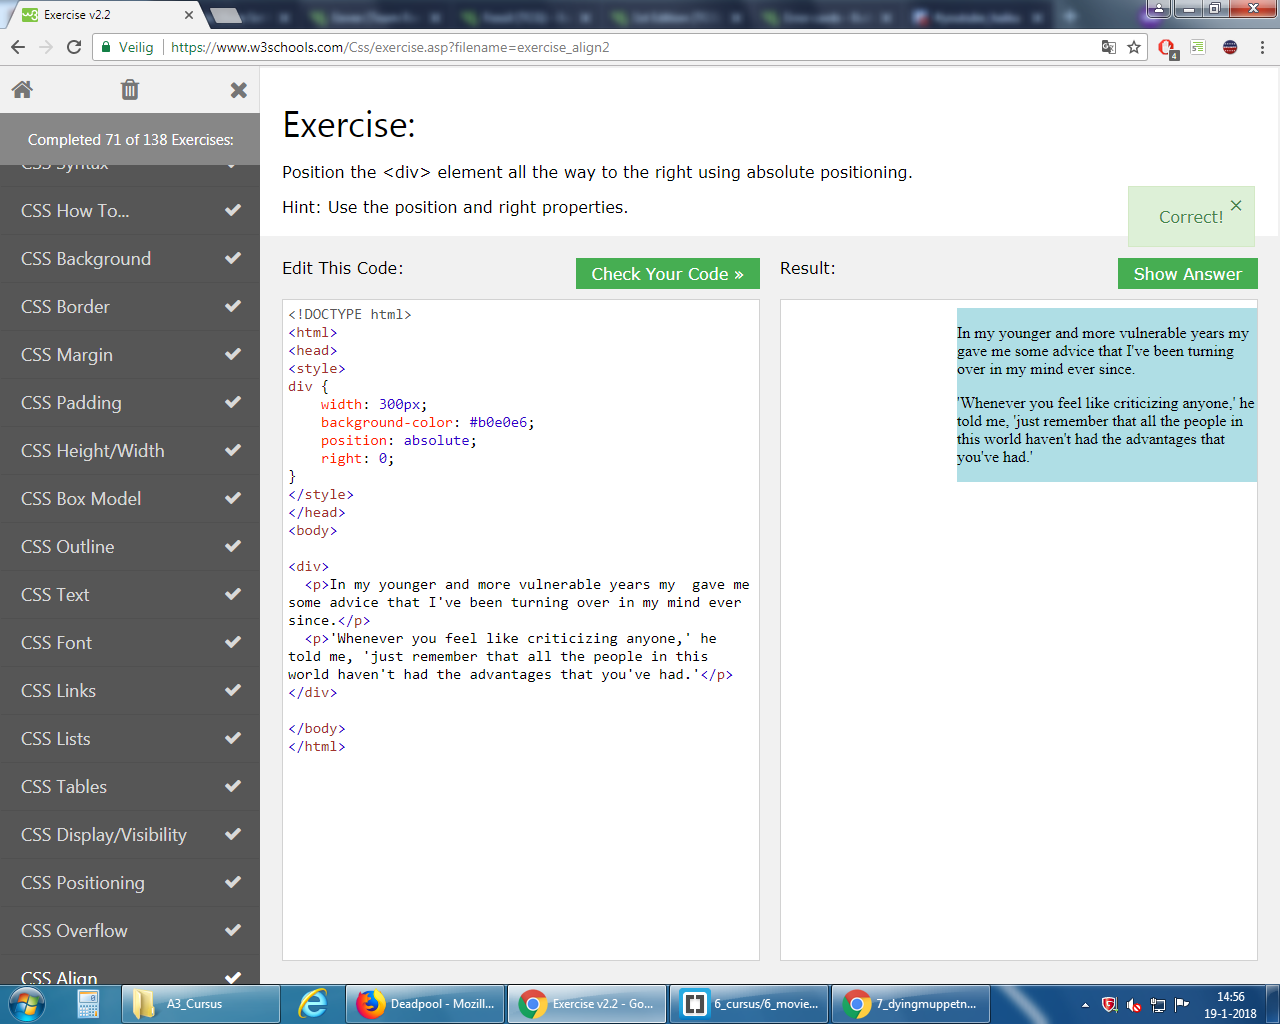 Exercise v2.2
Veilig
https://www.w3schools.com/Css/exercise.asp?filename=exercise_align2
4
Completed 71 of 138 Exercises:
CSS Syntax
CSS How To...
CSS Background
CSS Border
CSS Margin
CSS Padding
CSS Height/Width
CSS Box Model
CSS Outline
CSS Text
CSS Font
CSS Links
CSS Lists
CSS Tables
CSS Display/Visibility
CSS Positioning
CSS Overflow
CSS Align
Exercise:
Position the <div> element all the way to the right using absolute positioning.
Hint: Use the position and right properties.
Correct!
Edit This Code:
Check Your Code »
<!DOCTYPE html>
<html>
<head>
<style>
div {
    width: 300px;
    background-color: #b0e0e6;
    position: absolute;
    right: 0;
}
</style>
</head>
<body>
<div>
  <p>In my younger and more vulnerable years my  gave me
some advice that I've been turning over in my mind ever
since.</p>
  <p>'Whenever you feel like criticizing anyone,' he
told me, 'just remember that all the people in this
world haven't had the advantages that you've had.'</p>
</div>
</body>
</html>
Result:
Show Answer
In my younger and more vulnerable years my
gave me some advice that I've been turning
over in my mind ever since.
'Whenever you feel like criticizing anyone,' he
told me, 'just remember that all the people in
this world haven't had the advantages that
you've had.'
A3_Cursus
Deadpool - Mozill...
Exercise v2.2 - Go...
6_cursus/6_movie...
7_dyingmuppetn...
14:56
19-1-2018